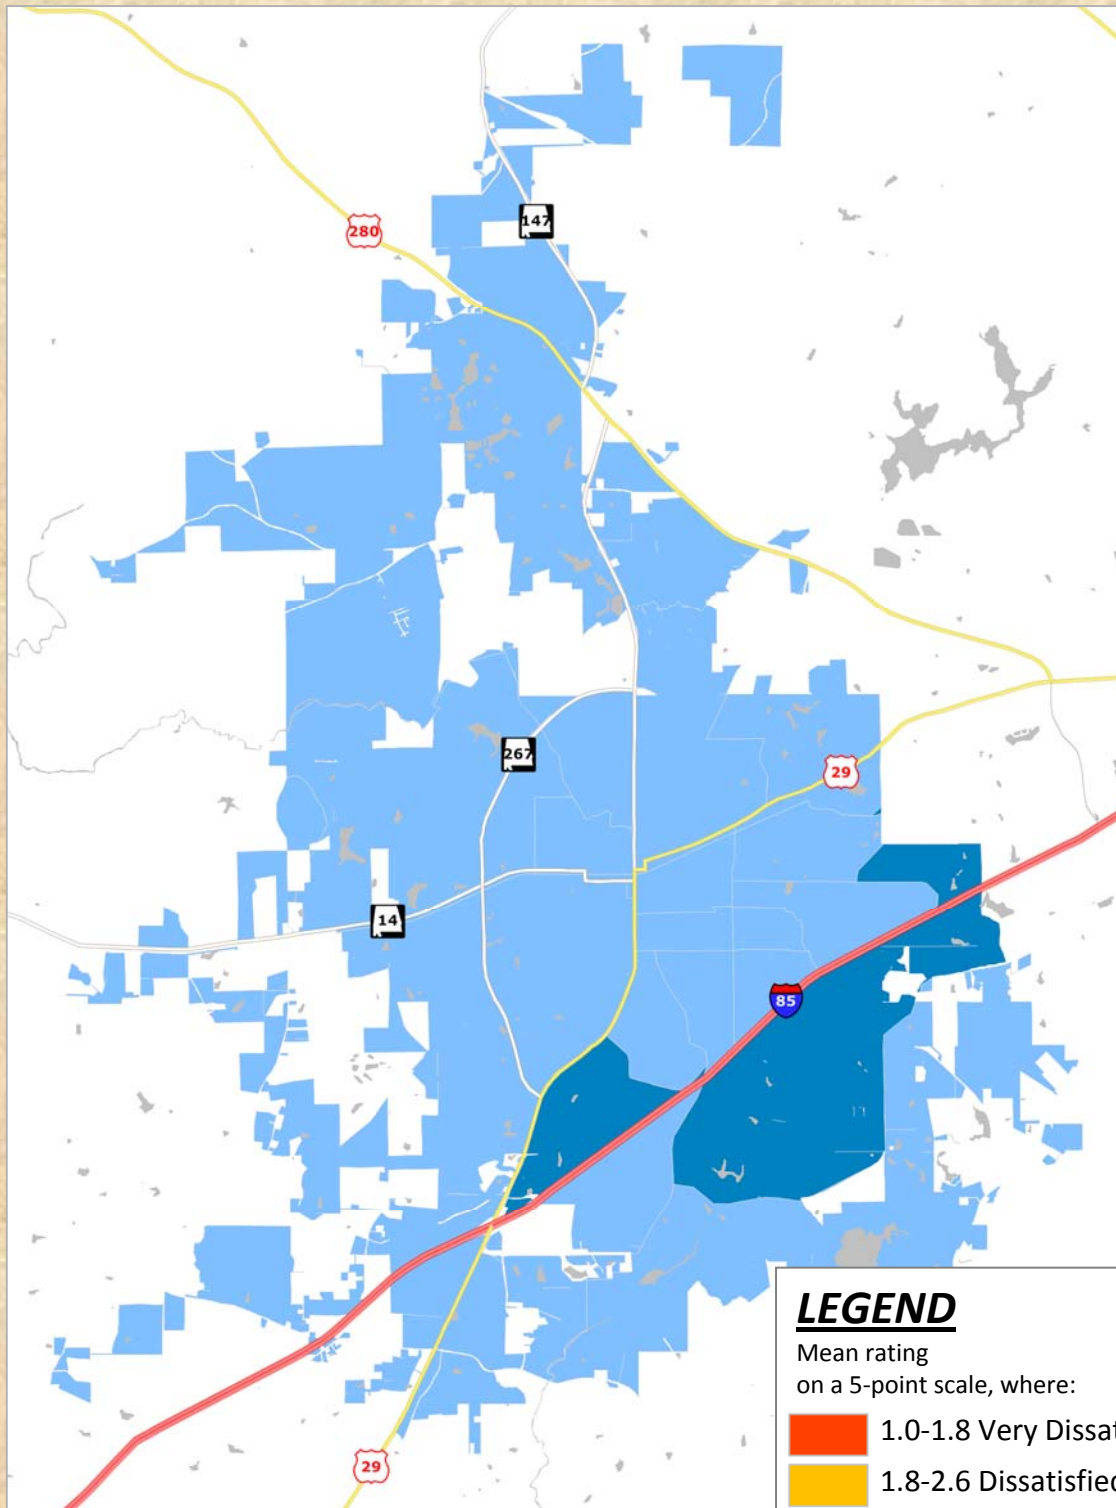 147
280
267
29
14
85
29
LEGEND
Mean rating
on a 5-point scale, where:
1.0-1.8 Very Dissat
1.8-2.6 Dissatisfied